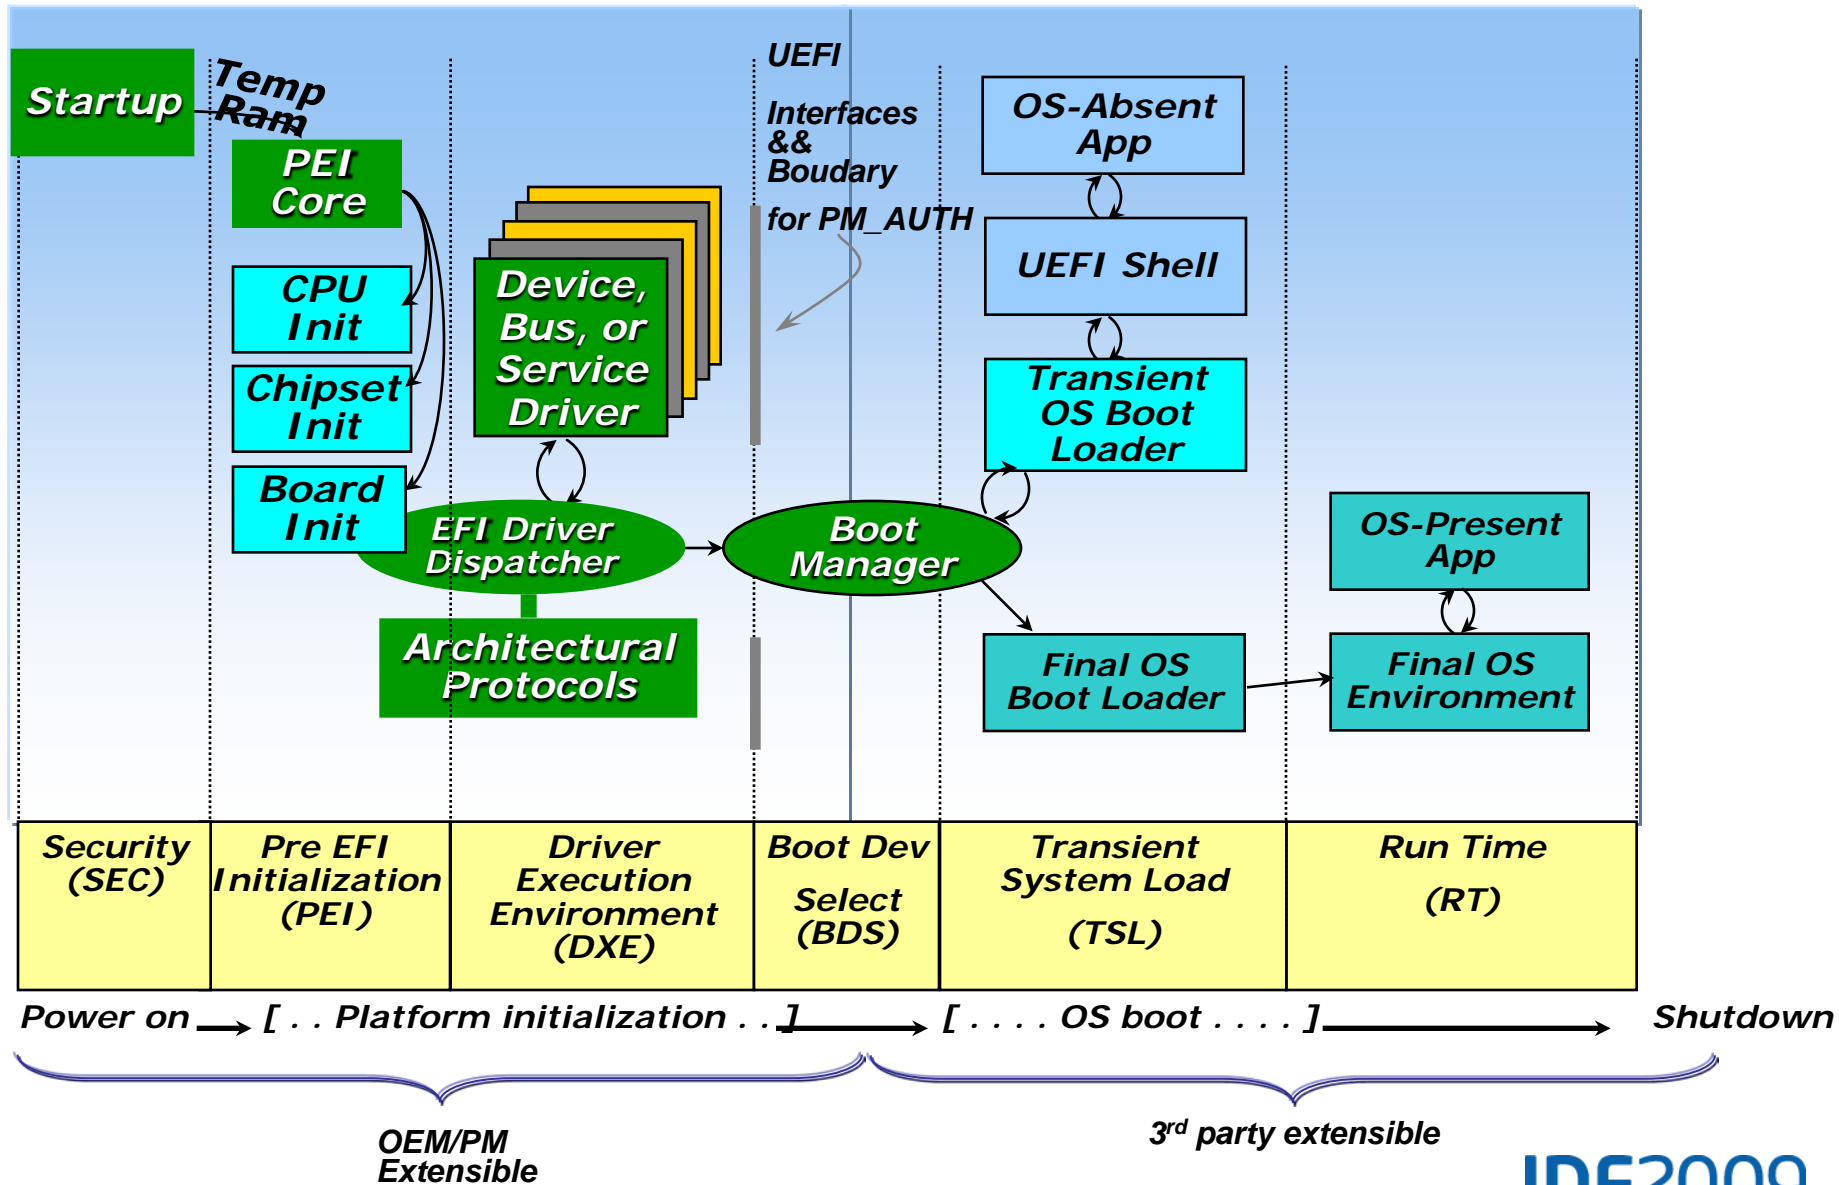 Startup
Temp
Ram
PEI
Core
CPU
Init
Chipset
Init
Board
Init
Device,
Bus, or
Service
Driver
EFI Driver
Dispatcher
Architectural
Protocols
UEFI
Interfaces
&&
Boudary
for PM_AUTH
Boot
Manager
OS-Absent
App
UEFI Shell
Transient
OS Boot
Loader
Final OS
Boot Loader
OS-Present
App
Final OS
Environment
Security
(SEC)
Pre EFI
Initialization
(PEI)
Driver
Execution
Environment
(DXE)
Boot Dev
Select
(BDS)
Transient
System Load
(TSL)
Run Time
(RT)
Power on [ . . Platform initialization . . ] [ . . . . OS boot . . . . ] Shutdown
OEM/PM
Extensible
3rd party extensible
IDF2009